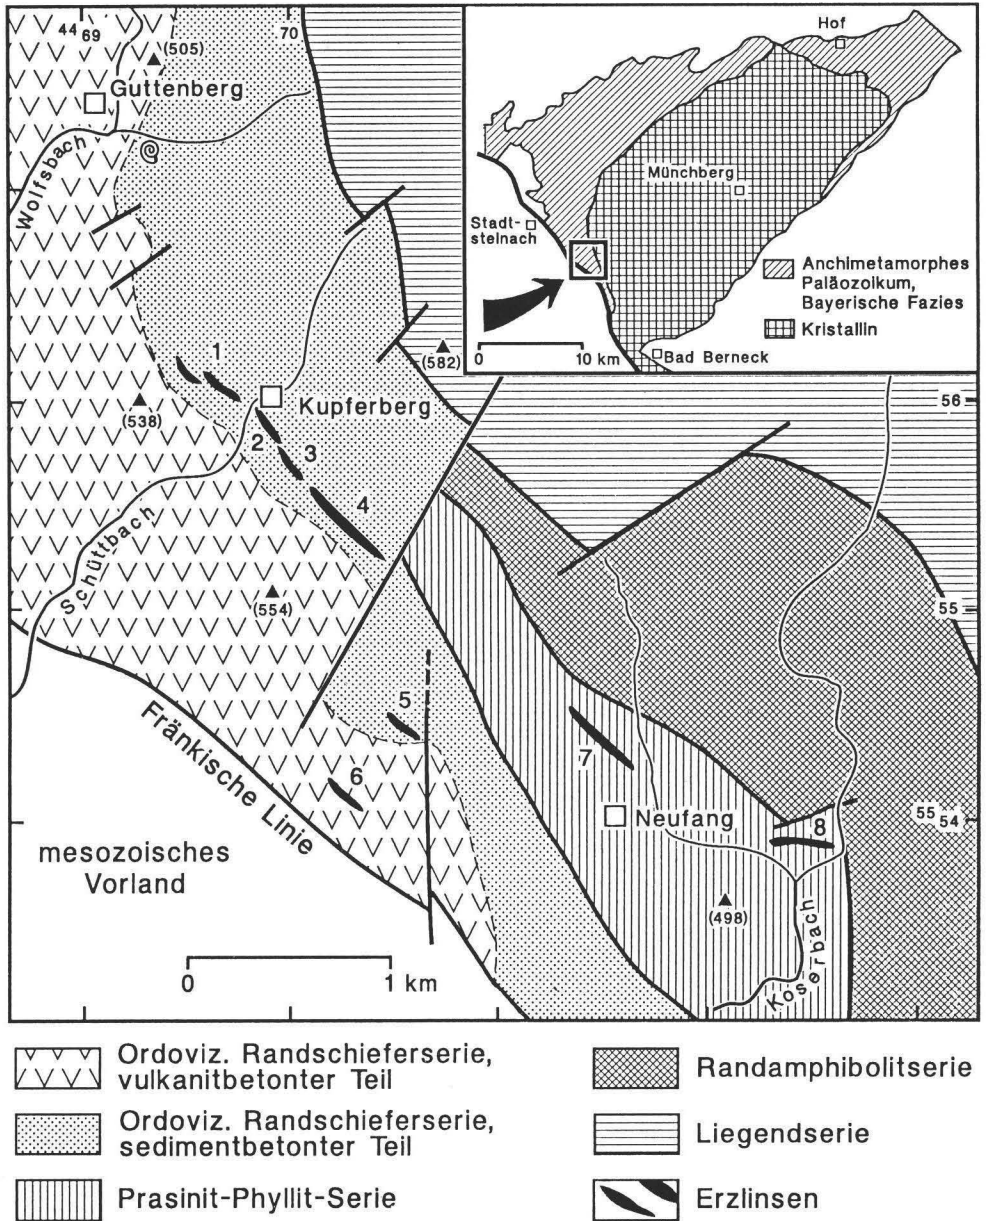 44 69
70
(505)
Guttenberg
Wolfsbach
1
Kupferberg
(538)
2
3
4
Schüttbach
(554)
(582)
5
6
Fränkische Linie
mesozoisches
Vorland
0 1 km
7
Neufang
8
(498)
Koserbach
56
55
55 54
Hof
Münchberg
Stadt-
steinach
Anchimetamorphes
Paläozoikum,
Bayerische Fazies
Kristallin
0 10 km
Bad Berneck
Ordoviz. Randschieferserie,
vulkanitbetonter Teil
Ordoviz. Randschieferserie,
sedimentbetonter Teil
Prasinit-Phyllit-Serie
Randamphibolitserie
Liegendserie
Erzlinsen